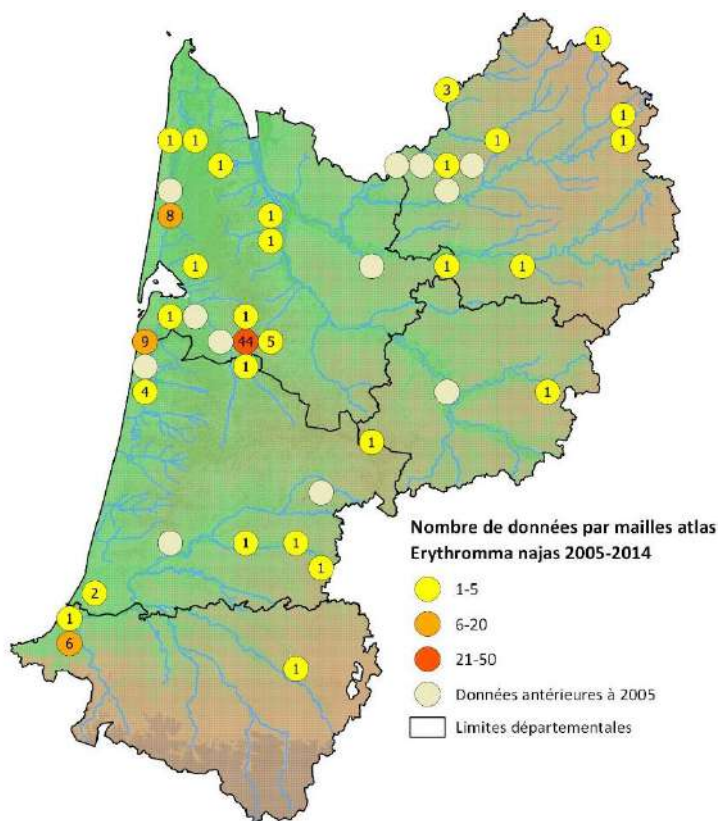 1
3
1
1 1 1 1
1 1
1
8
1
1 1 1
1 1
9 44 5
1
4 1
1
Nombre de données par mailles atlas
Erythromma najas 2005-2014
1 1
1
1-5
2
1 6-20
6
1 21-50
Données antérieures à 2005
Limites départementales